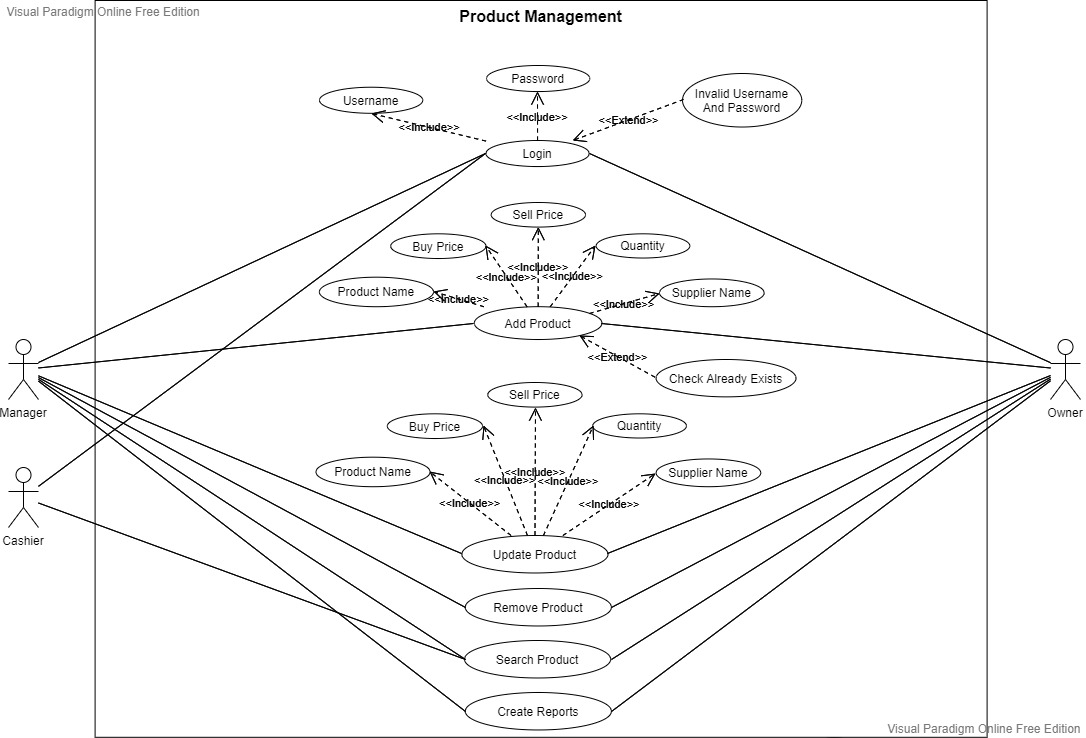 Visual Paradigm Online Free Edition
Product Management
Password
Username
Invalid Username
And Password
<<Include>>
<<Include>>
<<Extend>>
Login
Sell Price
Buy Price
Quantity
<<Include>>
<<Include>>
<<Include>>
Product Name
<<Include>>
<<Include>>
Supplier Name
Add Product
<<Extend>>
Check Already Exists
Manager
Owner
Sell Price
Buy Price
Quantity
Product Name
<<Include>>
<<Include>>
<<Include>>
Supplier Name
<<Include>>
<<Include>>
Cashier
Update Product
Remove Product
Search Product
Create Reports
Visual Paradigm Online Free Edition